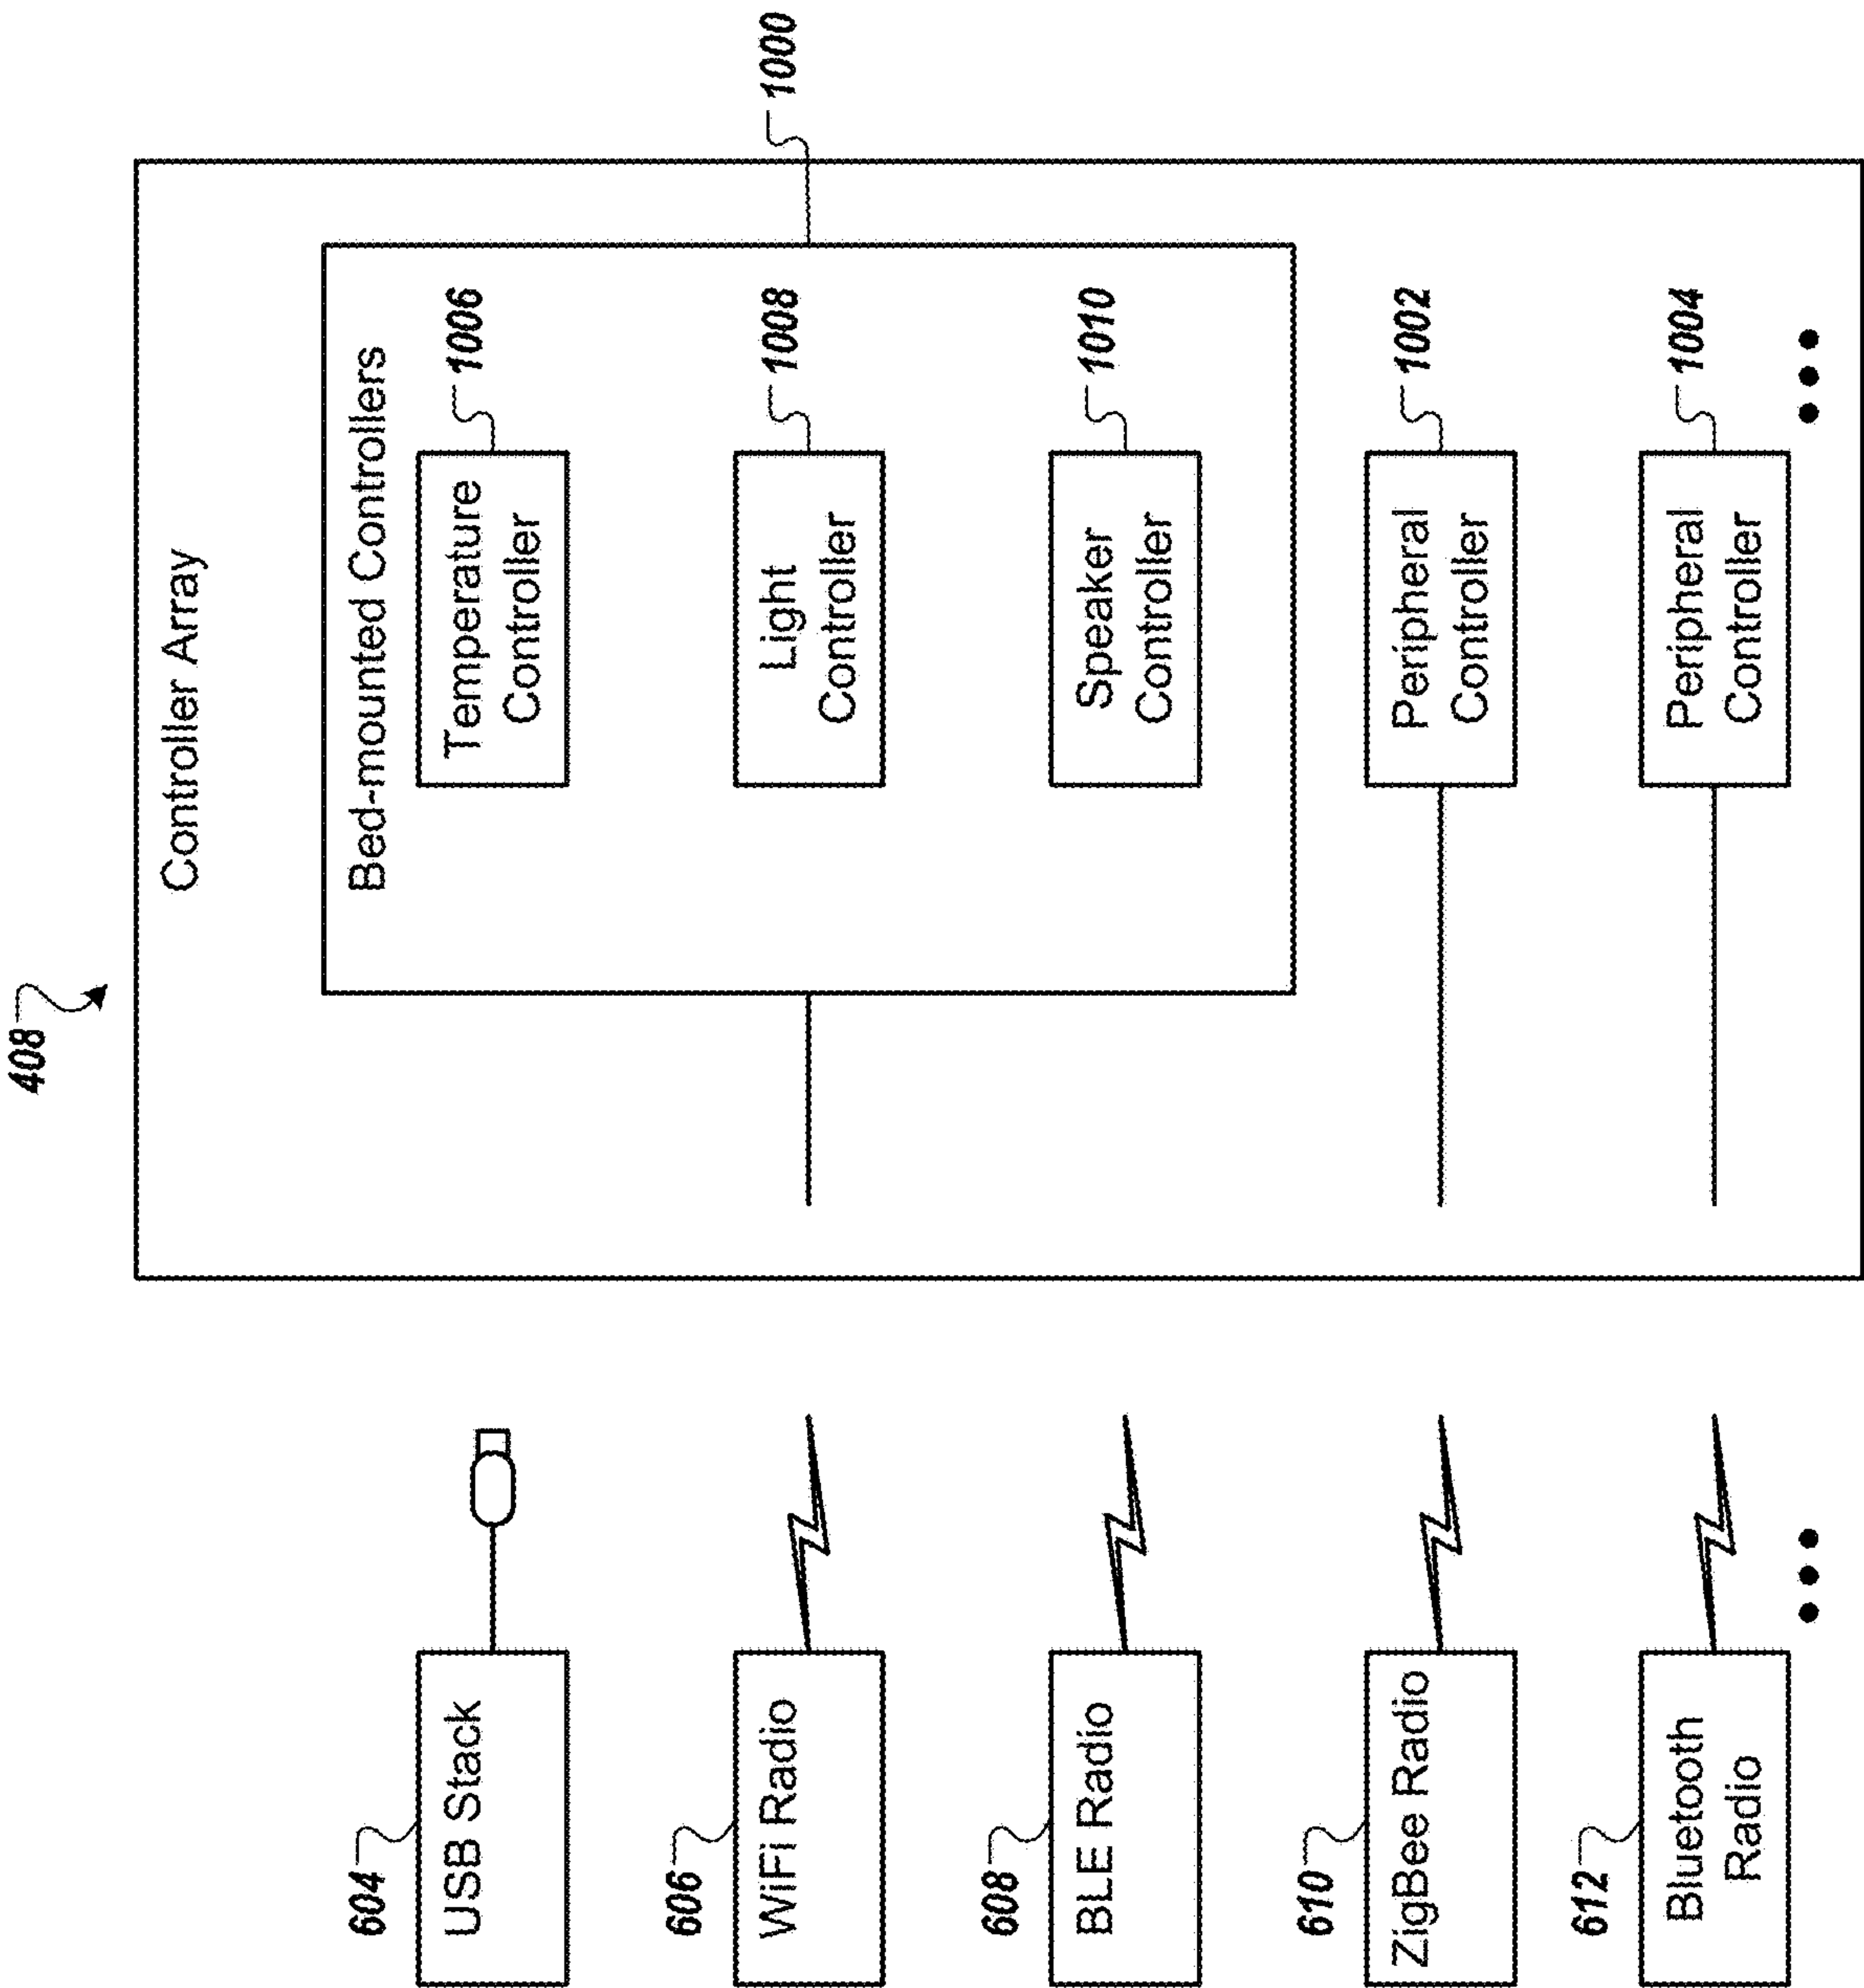 408
Controller Array
Bed-mounted Controllers
1000
604
USB Stack
Temperature
Controller
1006
606
WiFi Radio
Light
Controller
1008
608
BLE Radio
Speaker
Controller
1010
610
ZigBee Radio
Peripheral
Controller
1002
612
Bluetooth
Radio
Peripheral
Controller
1004